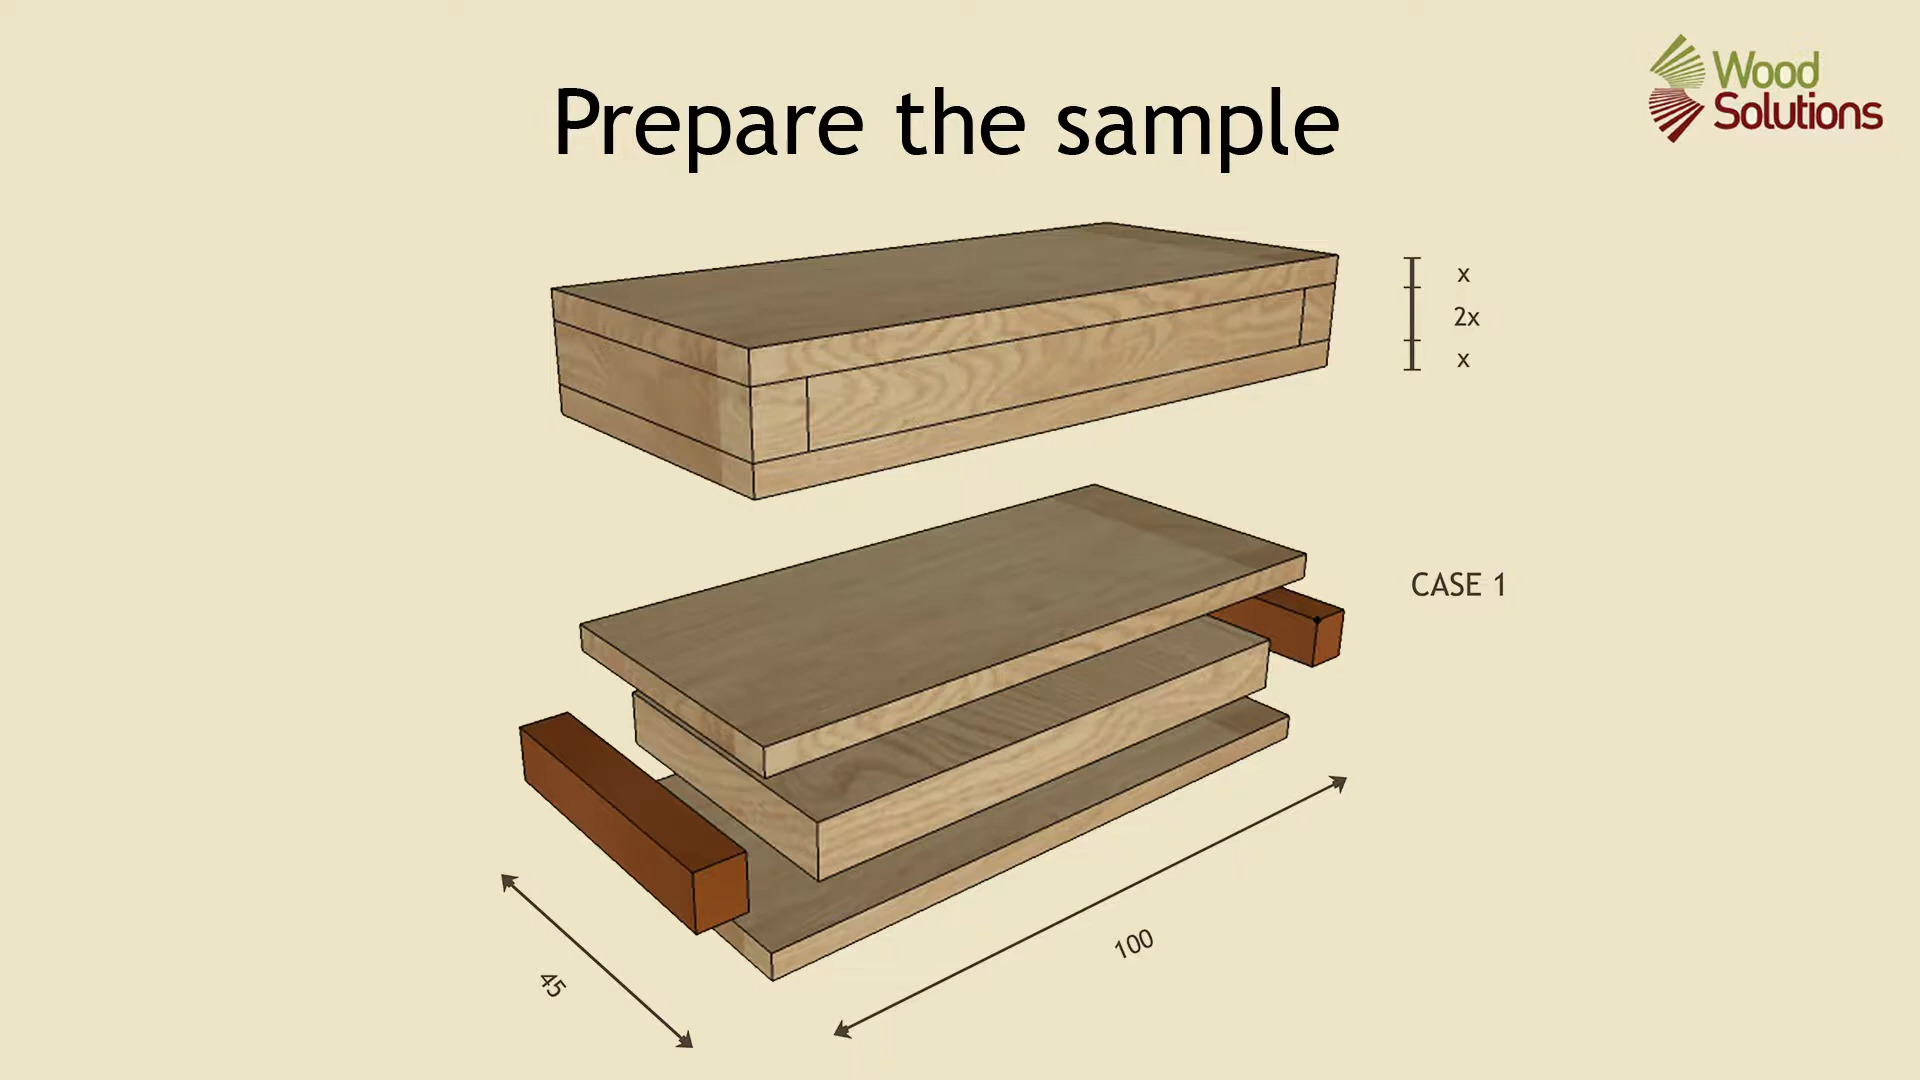 Wood
Solutions
Prepare the sample
x
2x
x
CASE 1
100
45